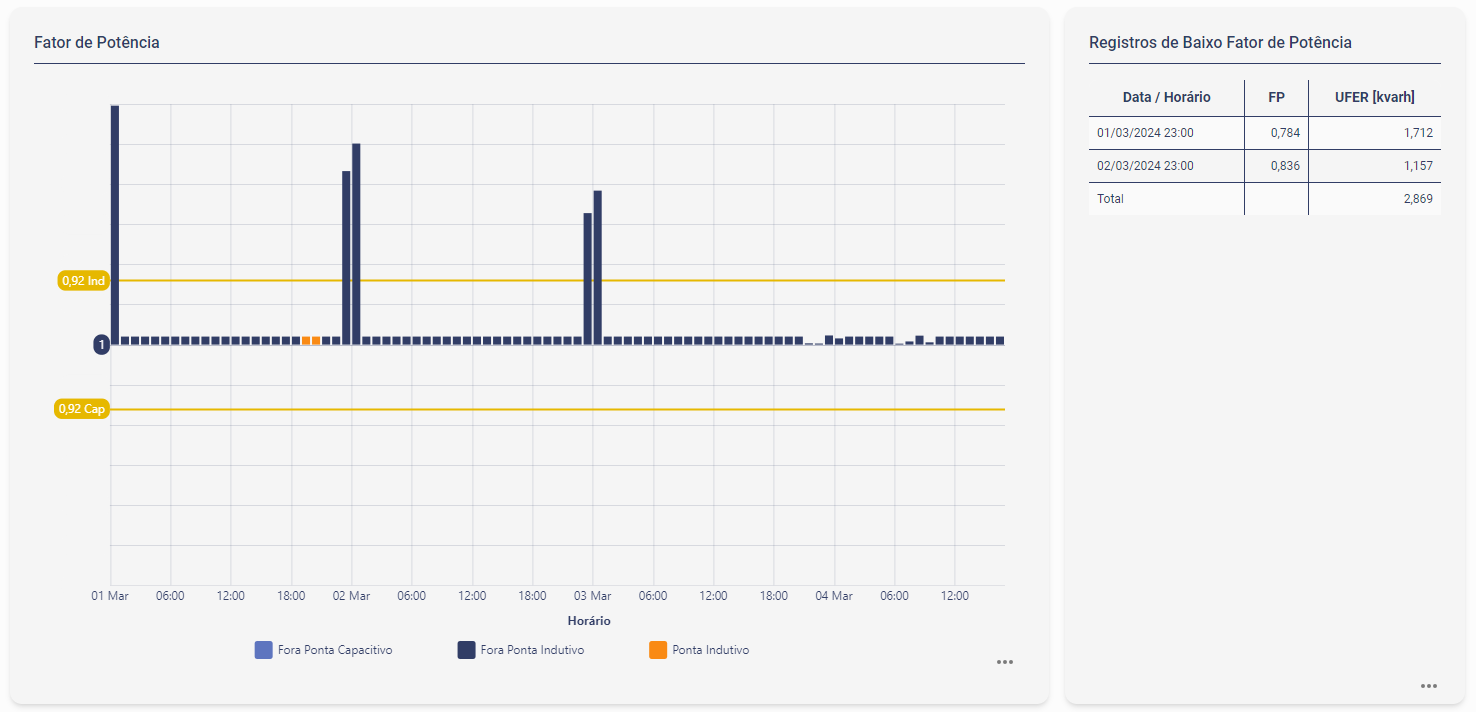 Fator de Potência
0,92 Ind
1
0,92 Cap
01 Mar 06:00 12:00 18:00 02 Mar 06:00 12:00 18:00 03 Mar 06:00 12:00 18:00 04 Mar 06:00 12:00
Horário
Fora Ponta Capacitivo Fora Ponta Indutivo Ponta Indutivo
Registros de Baixo Fator de Potência
Data / Horário FP UFER [kvarh]
01/03/2024 23:00 0,784 1,712
02/03/2024 23:00 0,836 1,157
Total 2,869